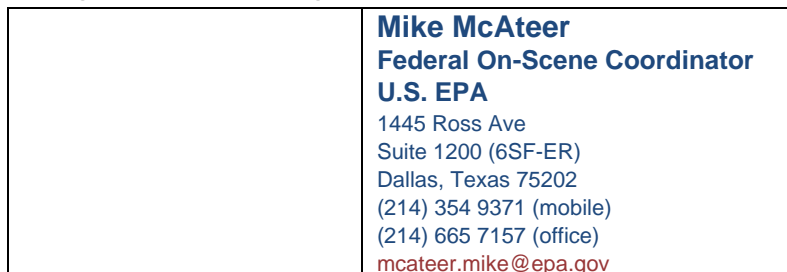 Mike McAteer
Federal On-Scene Coordinator
U.S. EPA
1445 Ross Ave
Suite 1200 (6SF-ER)
Dallas, Texas 75202
(214) 354 9371 (mobile)
(214) 665 7157 (office)
mcateer.mike@epa.gov